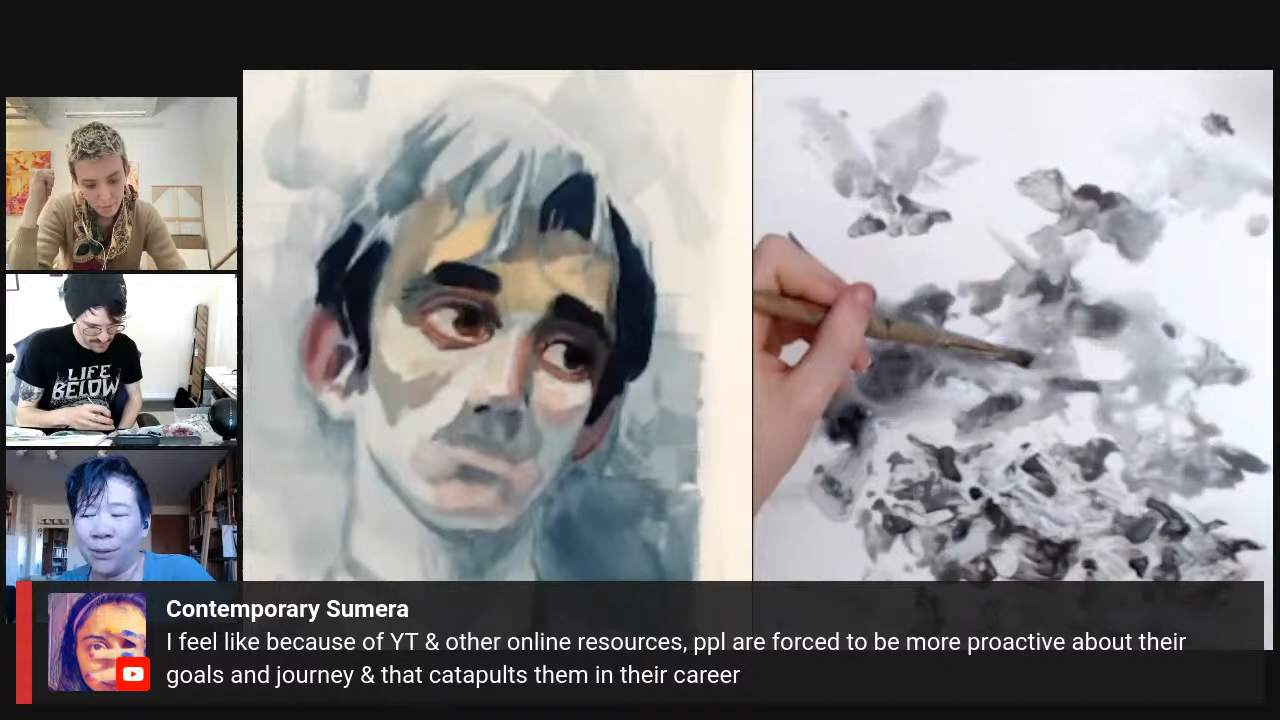 LIFE
BELOW
Contemporary Sumera
I feel like because of YT & other online resources, ppl are forced to be more proactive about their
goals and journey & that catapults them in their career